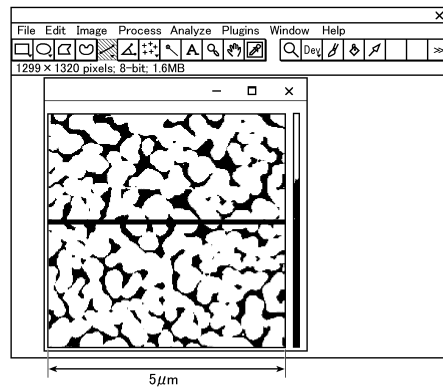 File Edit Image Process Analyze Plugins Window Help
A Dev >>
1299×1320 pixels; 8-bit; 1.6MB
5μm